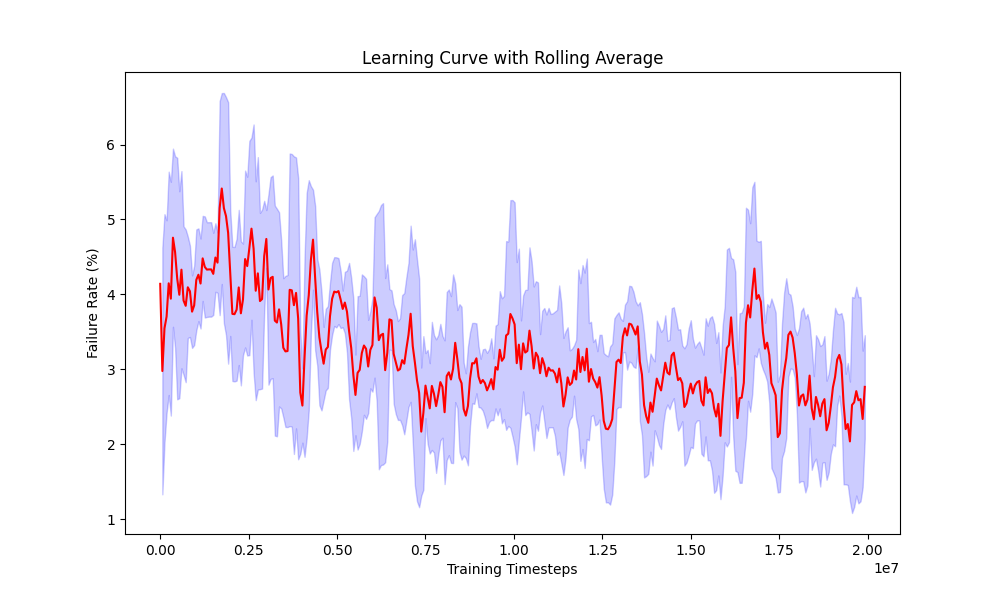 Learning Curve with Rolling Average
Failure Rate (%)
6
5
4
3
2
1
0.00 0.25 0.50 0.75 1.00 1.25 1.50 1.75 2.00
1e7
Training Timesteps